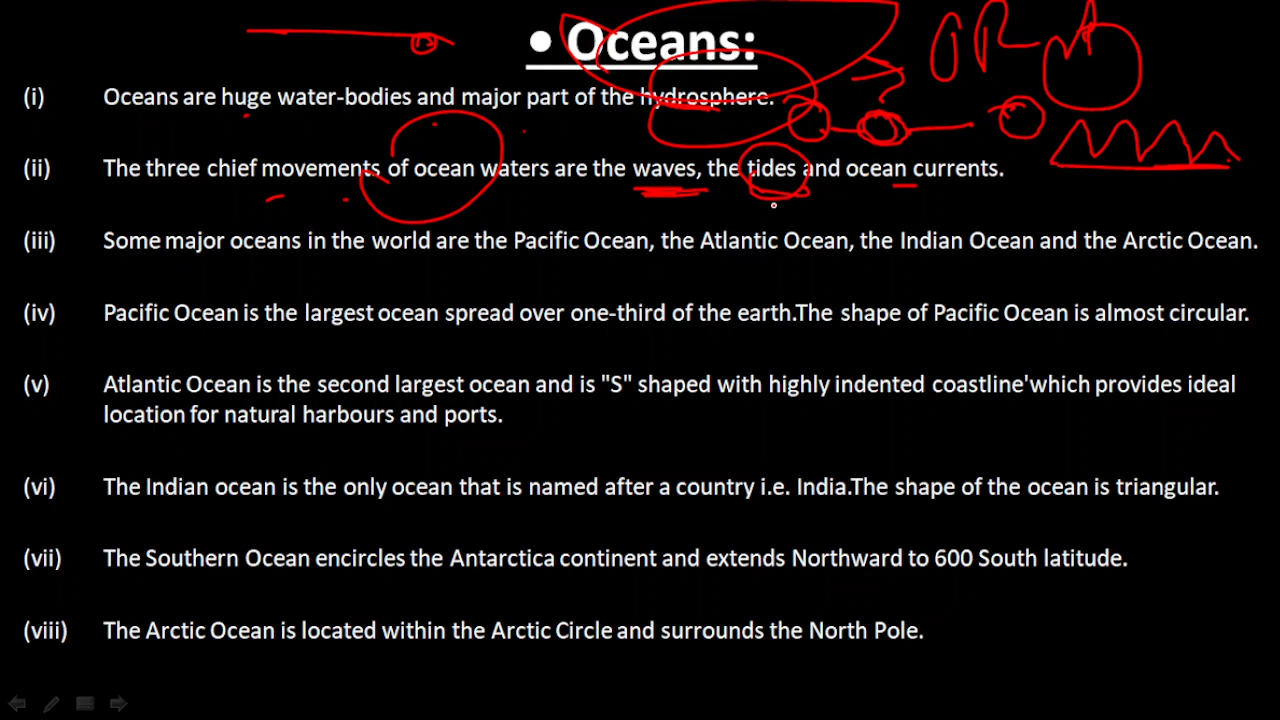 • Oceans:
OR
(i) Oceans are huge water-bodies and major part of the hydrosphere.
(ii) The three chief movements of ocean waters are the waves, the tides and ocean currents.
(iii) Some major oceans in the world are the Pacific Ocean, the Atlantic Ocean, the Indian Ocean and the Arctic Ocean.
(iv) Pacific Ocean is the largest ocean spread over one-third of the earth.The shape of Pacific Ocean is almost circular.
(v) Atlantic Ocean is the second largest ocean and is "S" shaped with highly indented coastline'which provides ideal
location for natural harbours and ports.
(vi) The Indian ocean is the only ocean that is named after a country i.e. India.The shape of the ocean is triangular.
(vii) The Southern Ocean encircles the Antarctica continent and extends Northward to 600 South latitude.
(viii) The Arctic Ocean is located within the Arctic Circle and surrounds the North Pole.